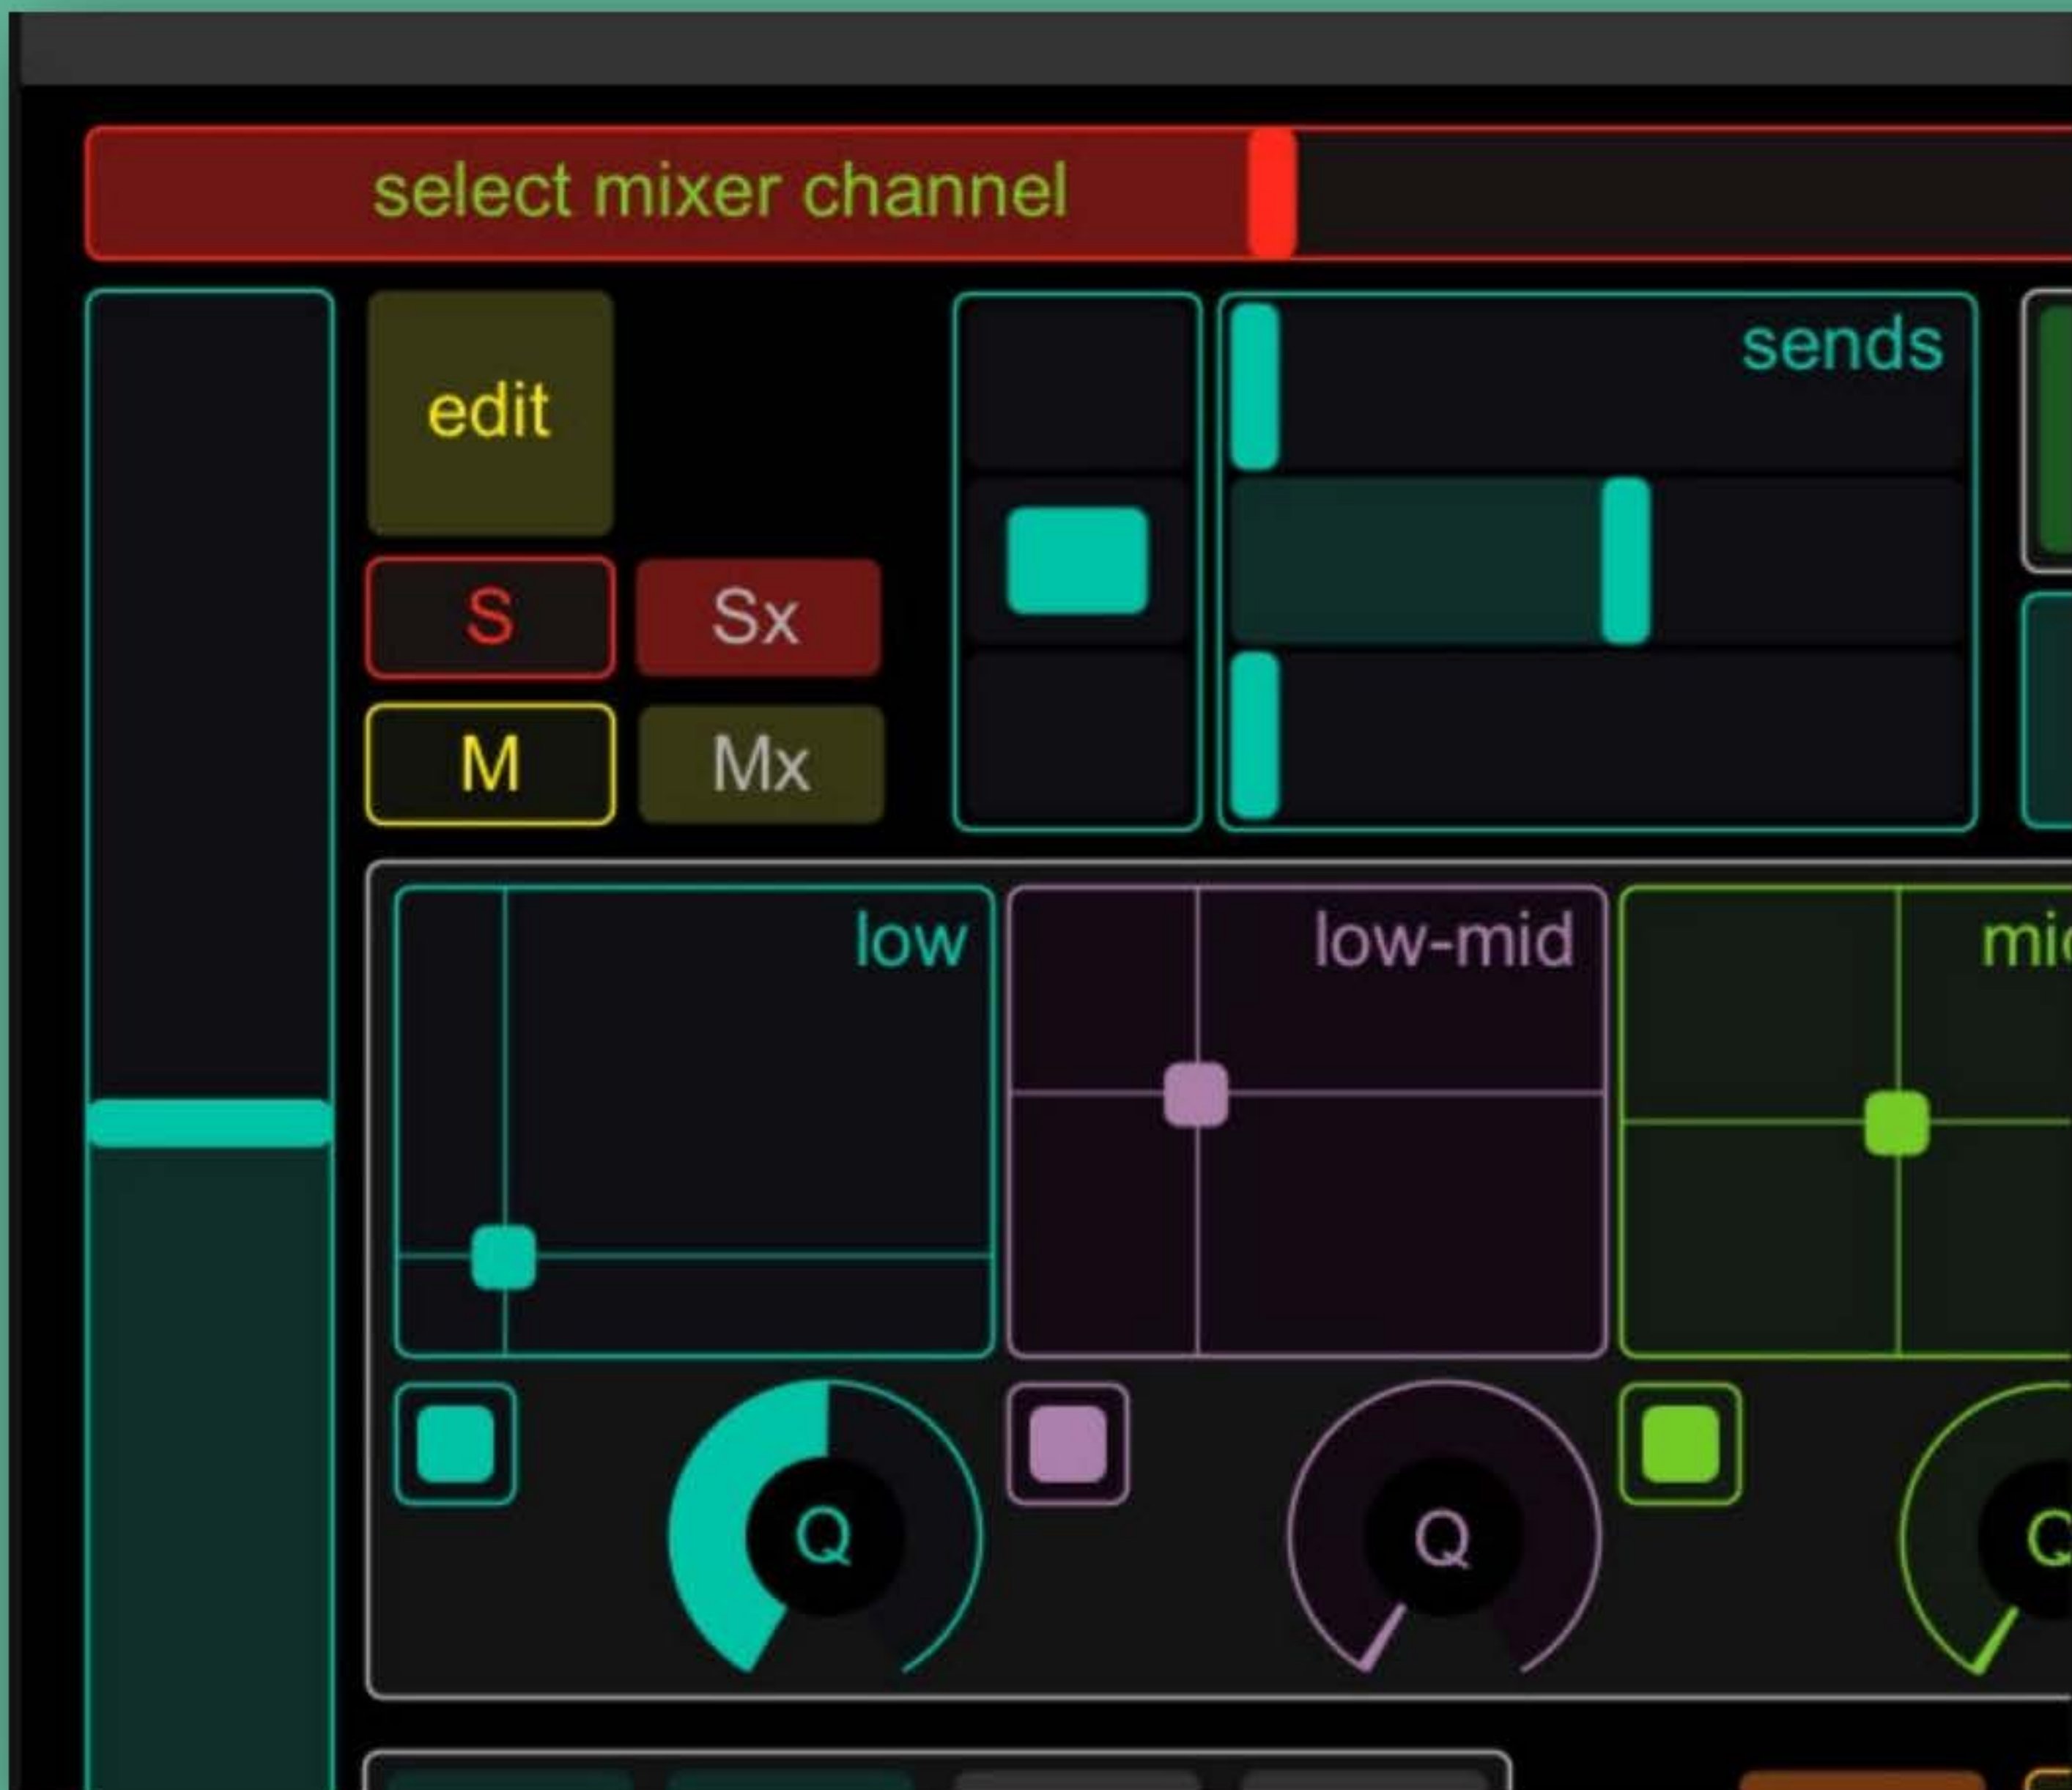 select mixer channel
edit
sends
S
Sx
M
Mx
low
low-mid
Q
Q